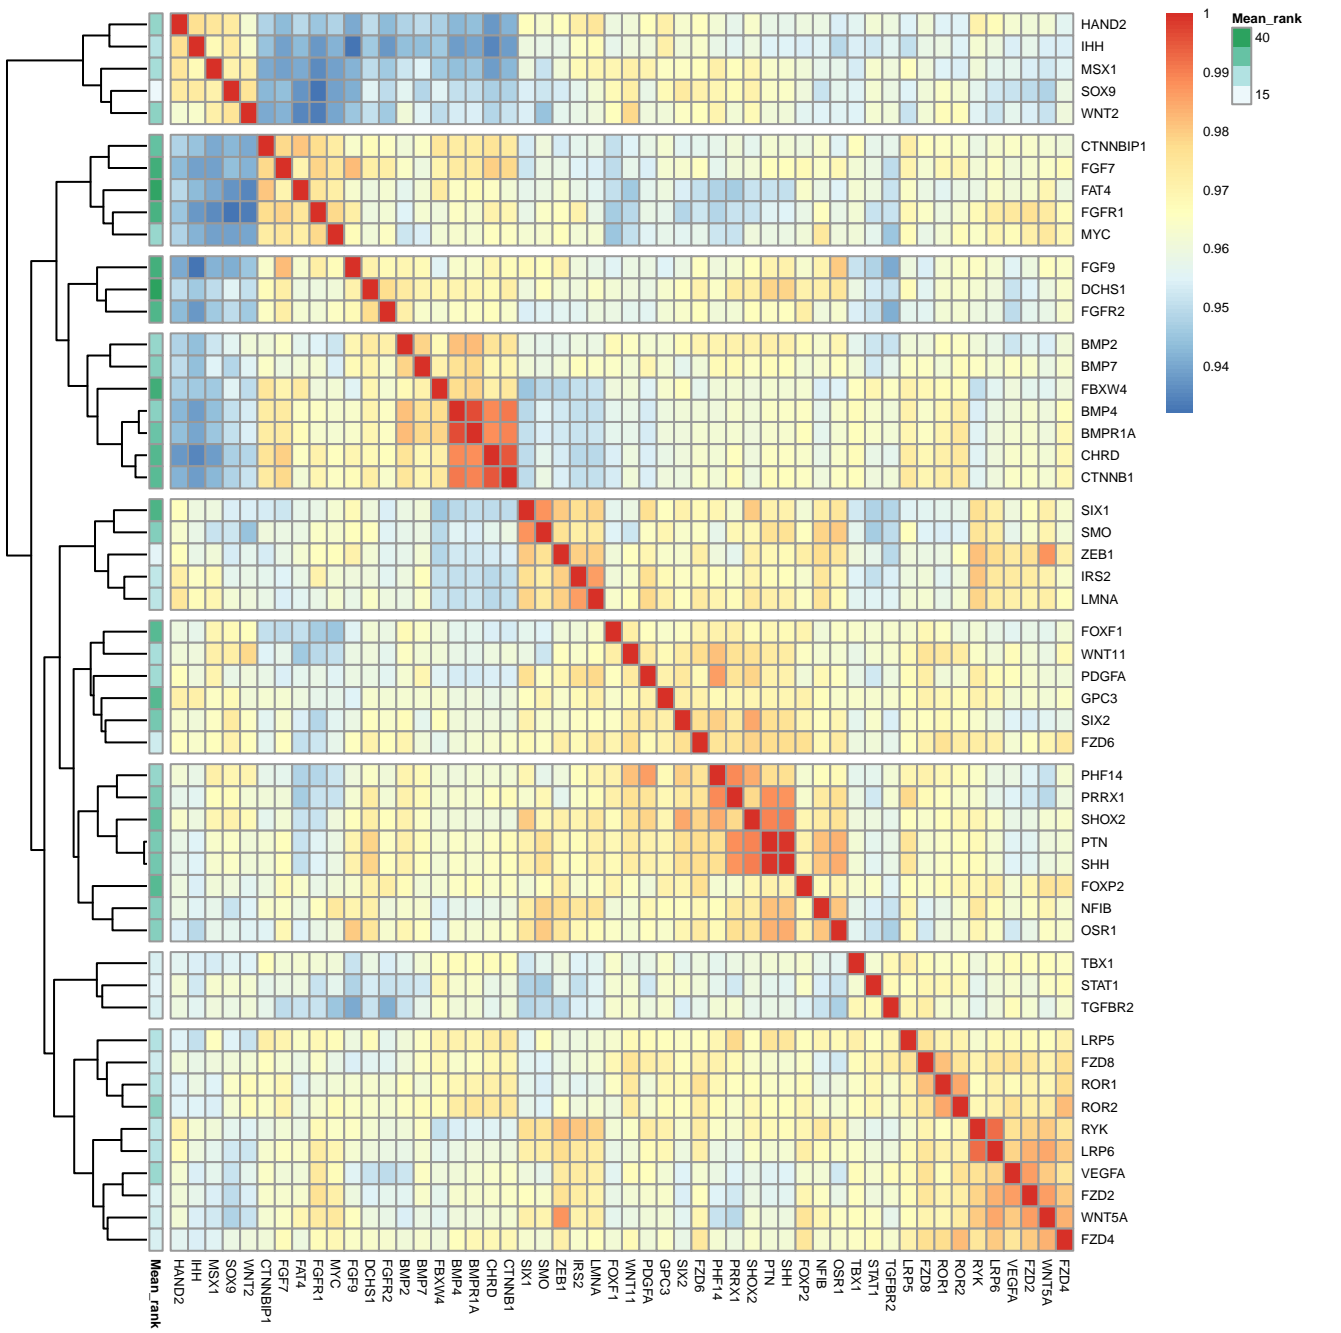 HAND2
IHH
MSX1
SOX9
WNT2
CTNNBIP1
FGF7
FAT4
FGFR1
MYC
FGF9
DCHS1
FGFR2
BMP2
BMP7
FBXW4
BMP4
BMPR1A
CHRD
CTNNB1
SIX1
SMO
ZEB1
IRS2
LMNA
FOXF1
WNT11
PDGFA
GPC3
SIX2
FZD6
PHF14
PRRX1
SHOX2
PTN
SHH
FOXP2
NFIB
OSR1
TBX1
STAT1
TGFBR2
LRP5
FZD8
ROR1
ROR2
RYK
LRP6
VEGFA
FZD2
WNT5A
FZD4
1
0.99
0.98
0.97
0.96
0.95
0.94
Mean_rank
40
15
Mean_rank
HAND2
IHH
MSX1
SOX9
WNT2
CTNNBIP1
FGF7
FAT4
FGFR1
MYC
FGF9
DCHS1
FGFR2
BMP2
BMP7
FBXW4
BMP4
BMPR1A
CHRD
CTNNB1
SIX1
SMO
ZEB1
IRS2
LMNA
FOXF1
WNT11
PDGFA
GPC3
SIX2
FZD6
PHF14
PRRX1
SHOX2
PTN
SHH
FOXP2
NFIB
OSR1
TBX1
STAT1
TGFBR2
LRP5
FZD8
ROR1
ROR2
RYK
LRP6
VEGFA
FZD2
WNT5A
FZD4